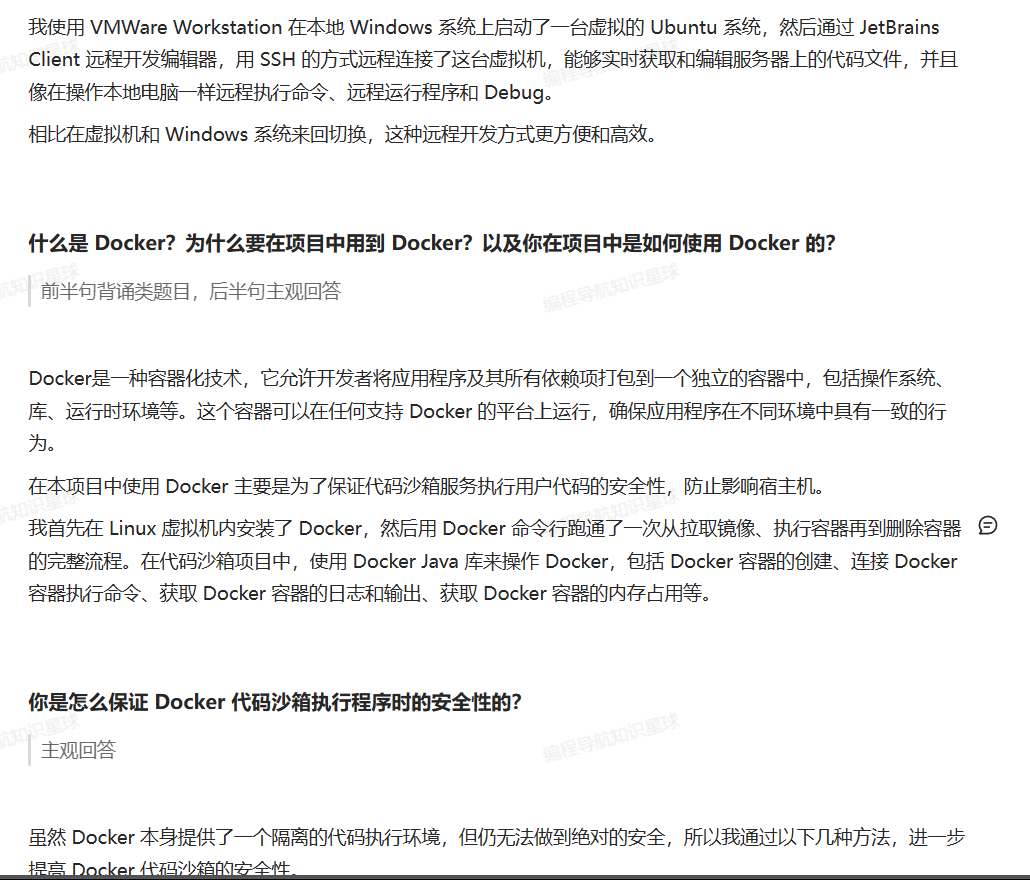 我使用 VMWare Workstation 在本地 Windows 系统上启动了一台虚拟的 Ubuntu 系统，然后通过 JetBrains
Client 远程开发编辑器，用 SSH 的方式远程连接了这台虚拟机，能够实时获取和编辑服务器上的代码文件，并且
像在操作本地电脑一样远程执行命令、远程运行程序和 Debug。
相比在虚拟机和 Windows 系统来回切换，这种远程开发方式更方便和高效。
什么是 Docker？为什么要在项目中用到 Docker？以及你在项目中是如何使用 Docker 的？
航知识星球
编程导航知识星球
前半句背诵类题目，后半句主观回答
Docker是一种容器化技术，它允许开发者将应用程序及其所有依赖项打包到一个独立的容器中，包括操作系统、
库、运行时环境等。这个容器可以在任何支持 Docker 的平台上运行，确保应用程序在不同环境中具有一致的行
为。
在本项目中使用 Docker 主要是为了保证代码沙箱服务执行用户代码的安全性，防止影响宿主机。
我首先在 Linux 虚拟机内安装了 Docker，然后用 Docker 命令行跑通了一次从拉取镜像、执行容器再到删除容器
的完整流程。在代码沙箱项目中，使用 Docker Java 库来操作 Docker，包括 Docker 容器的创建、连接 Docker
容器执行命令、获取 Docker 容器的日志和输出、获取 Docker 容器的内存占用等。
你是怎么保证 Docker 代码沙箱执行程序时的安全性的？
航知识星球
编程导航知识星球
主观回答
虽然 Docker 本身提供了一个隔离的代码执行环境，但仍无法做到绝对的安全，所以我通过以下几种方法，进一步
提高 Docker 代码沙箱的安全性。